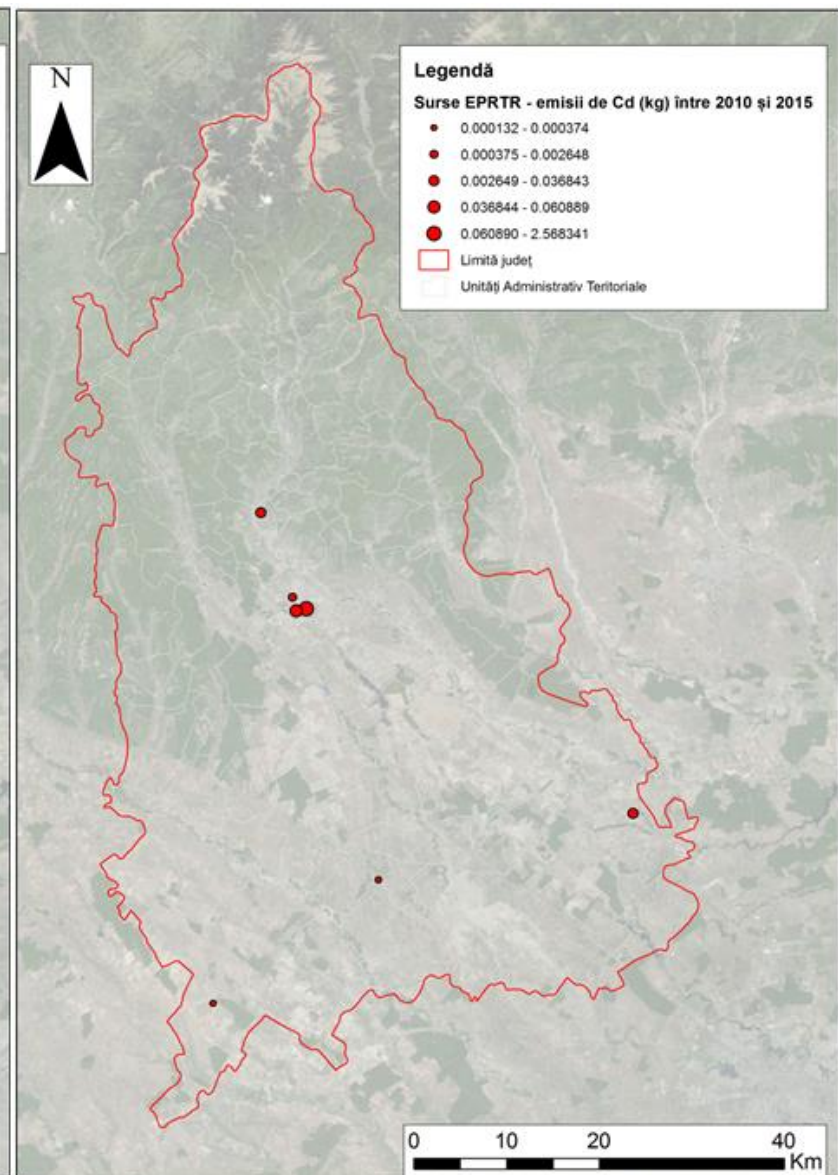 N
Legendă
Surse EPRTR - emisii de Cd (kg) între 2010 și 2015
0.000132 - 0.000374
0.000375 - 0.002648
0.002649 - 0.036843
0.036844 - 0.060889
0.060890 - 2.568341
Limită județ
Unități Administrativ Teritoriale
0 10 20 40
Km